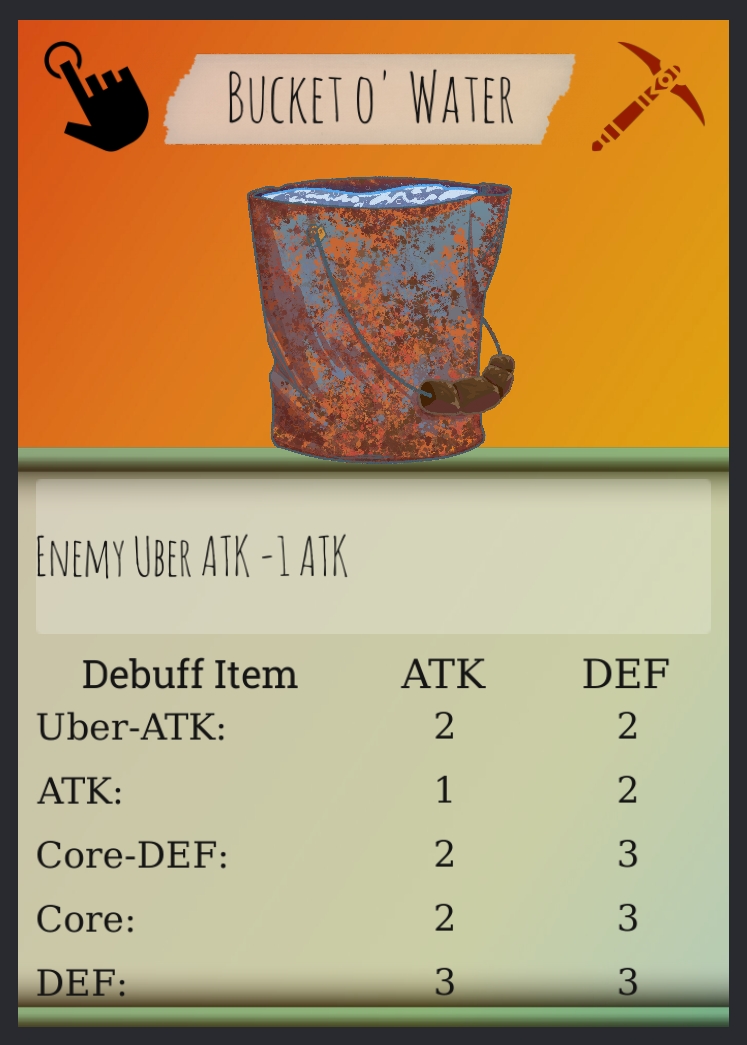 Bucket o' Water
Enemy Uber ATK -1 ATK
Debuff Item ATK DEF
Uber-ATK: 2 2
ATK: 1 2
Core-DEF: 2 3
Core: 2 3
DEF: 3 3